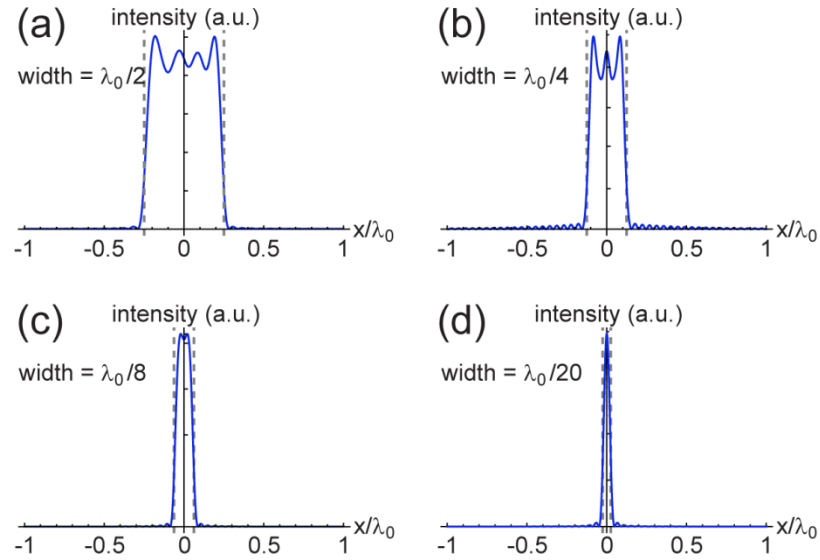 (a) intensity (a.u.)
width = λ₀/2
-1 -0.5 0 0.5 1 x/λ₀
(b) intensity (a.u.)
width = λ₀/4
-1 -0.5 0 0.5 1 x/λ₀
(c) intensity (a.u.)
width = λ₀/8
-1 -0.5 0 0.5 1 x/λ₀
(d) intensity (a.u.)
width = λ₀/20
-1 -0.5 0 0.5 1 x/λ₀